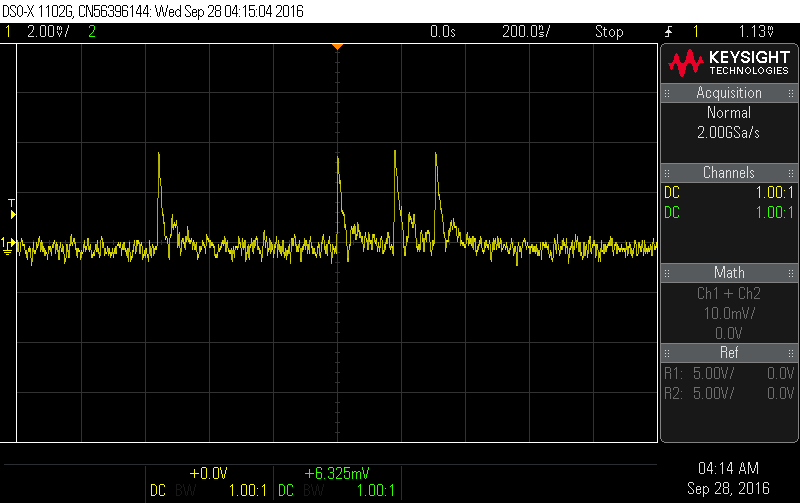 DSO-X 1102G, CN56396144: Wed Sep 28 04:15:04 2016
1 2.00V/ 2 0.0s 200.0ns/ Stop 1 1.13V
KEYSIGHT
TECHNOLOGIES
Acquisition
Normal
2.00GSa/s
Channels
DC 1.00:1
DC 1.00:1
T
1
Math
Ch1 + Ch2
10.0mV/
0.0V
Ref
R1: 5.00V/ 0.0V
R2: 5.00V/ 0.0V
+0.0V +6.325mV
DC BW 1.00:1 DC BW 1.00:1
04:14 AM
Sep 28, 2016